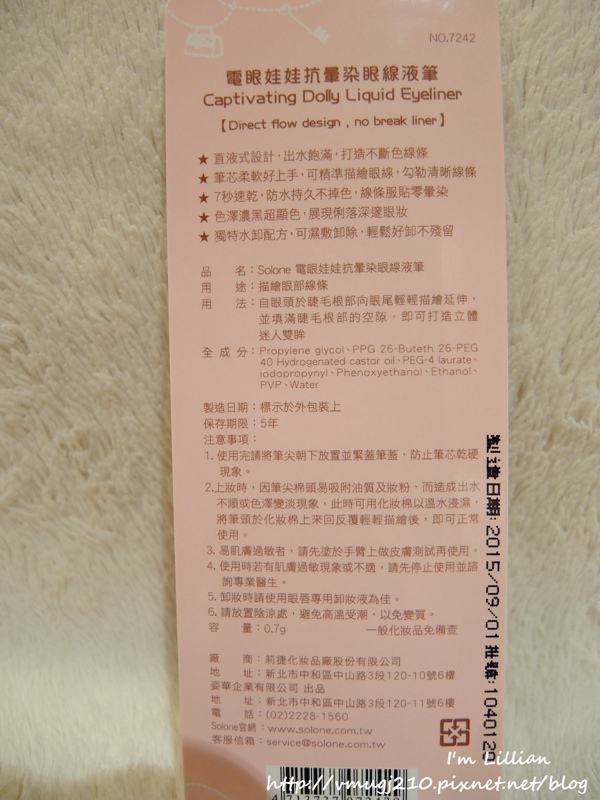 NO.7242
電眼娃娃抗暈染眼線液筆
Captivating Dolly Liquid Eyeliner
【Direct flow design , no break liner】
★ 直液式設計，出水飽滿，打造不斷色線條
★ 筆芯柔軟好上手，可精準描繪眼線，勾勒清晰線條
★ 7秒速乾，防水持久不掉色，線條服貼零暈染
★ 色澤濃黑超顯色，展現俐落深邃眼妝
★ 獨特水卸配方，可濕敷卸除，輕鬆好卸不殘留
品　　名：Solone 電眼娃娃抗暈染眼線液筆
用　　途：描繪眼部線條
用　　法：自眼頭於睫毛根部向眼尾輕輕描繪延伸，
並填滿睫毛根部的空隙，即可打造立體
迷人雙眸
全 成 分：Propylene glycol、PPG 26-Buteth 26-PEG
40 Hydrogenated castor oil、PEG-4 laurate、
iodopropynyl、Phenoxyethanol、Ethanol、
PVP、Water
製造日期：標示於外包裝上
保存期限：5年
注意事項：
1. 使用完請將筆尖朝下放置並緊蓋筆蓋，防止筆芯乾硬
現象。
2.上妝時，因筆尖棉頭易吸附油質及妝粉，而造成出水
不順或色澤變淡現象，此時可用化妝棉以溫水浸濕，
將筆頭於化妝棉上來回反覆輕輕描繪後，即可正常
使用。
3. 易肌膚過敏者，請先塗於手臂上做皮膚測試再使用。
4. 使用時若有肌膚過敏現象或不適，請先停止使用並諮
詢專業醫生。
5. 卸妝時請使用眼唇專用卸妝液為佳。
6. 請放置陰涼處，避免高溫受潮，以免變質。
容　　量：0.7g　　一般化妝品免備查
廠　　商：莉捷化妝品廠股份有限公司
地　　址：新北市中和區中山路3段120-10號6樓
姿華企業有限公司 出品
地　　址：新北市中和區中山路3段120-11號6樓
電　　話：(02)2228-1560
Solone官網：www.solone.com.tw
客服信箱：service@solone.com.tw
製造日期:2015/09/01 批號:1040120
I'm Lillian
http://vmugj210.pixnet.net/blog